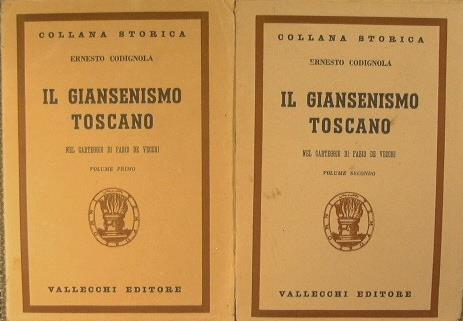 COLLANA STORICA
ERNESTO CODIGNOLA
IL GIANSENISMO
TOSCANO
NEL CARTEGGIO DI FABIO DE VECCHI
VOLUME PRIMO
VALLECCHI EDITORE
COLLANA STORICA
ERNESTO CODIGNOLA
IL GIANSENISMO
TOSCANO
NEL CARTEGGIO DI FABIO DE VECCHI
VOLUME SECONDO
VALLECCHI EDITORE